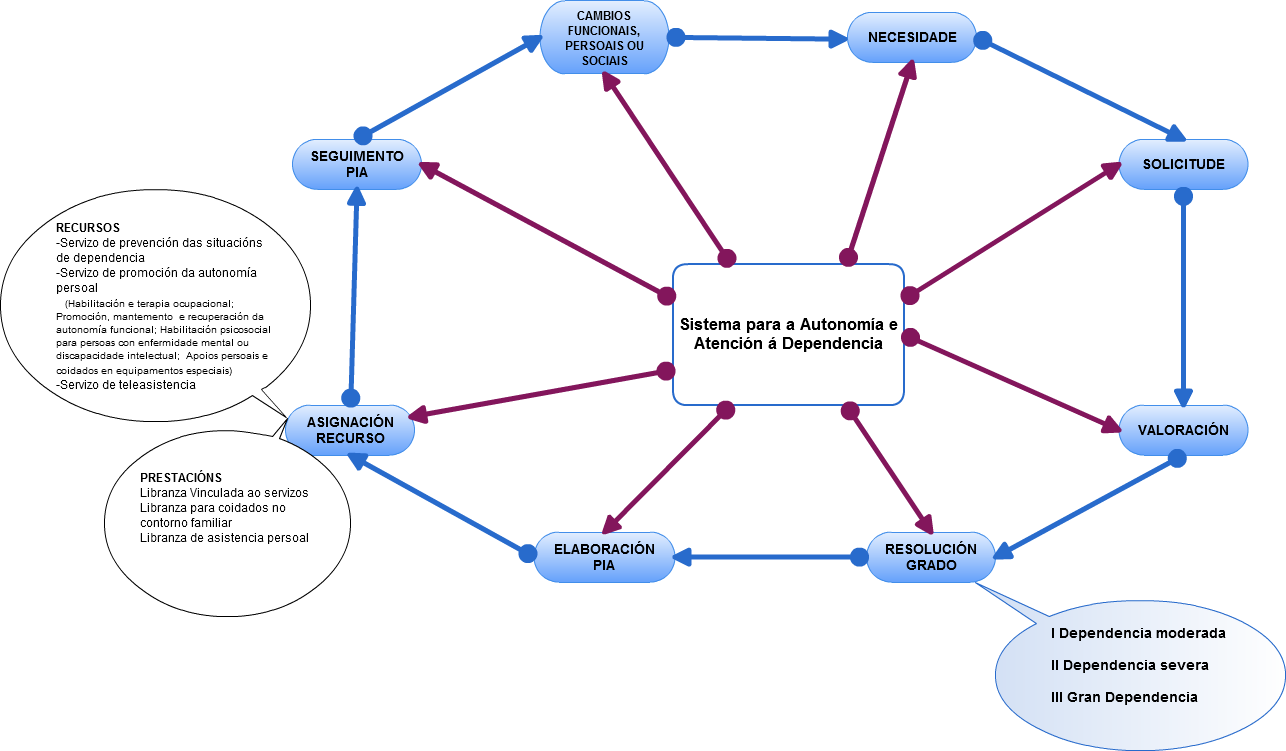 CAMBIOS
FUNCIONAIS,
PERSOAIS OU
SOCIAIS
NECESIDADE
SEGUIMENTO
PIA
SOLICITUDE
RECURSOS
-Servizo de prevención das situacións
de dependencia
-Servizo de promoción da autonomía
persoal
(Habilitación e terapia ocupacional;
Promoción, mantemento e recuperación da
autonomía funcional; Habilitación psicosocial
para persoas con enfermidade mental ou
discapacidade intelectual; Apoios persoais e
coidados en equipamentos especiais)
-Servizo de teleasistencia
Sistema para a Autonomía e
Atención á Dependencia
ASIGNACIÓN
RECURSO
VALORACIÓN
PRESTACIÓNS
Libranza Vinculada ao servizos
Libranza para coidados no
contorno familiar
Libranza de asistencia persoal
ELABORACIÓN
PIA
RESOLUCIÓN
GRADO
I Dependencia moderada
II Dependencia severa
III Gran Dependencia